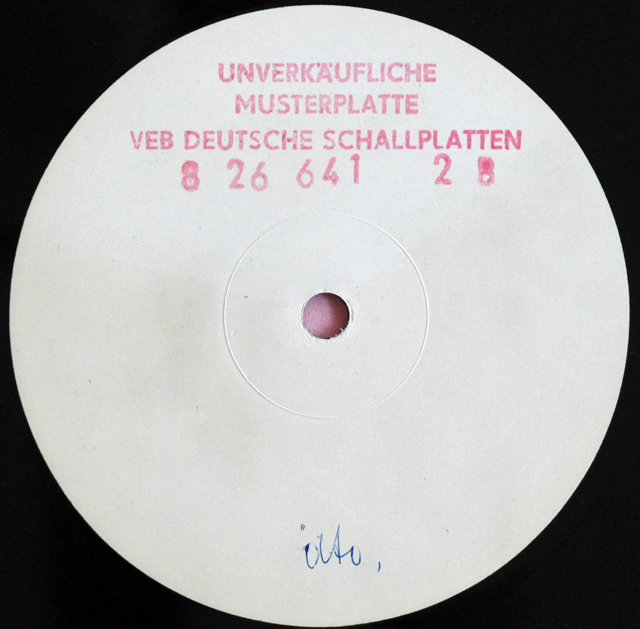 UNVERKÄUFLICHE
MUSTERPLATTE
VEB DEUTSCHE SCHALLPLATTEN
8 26 641 2 B